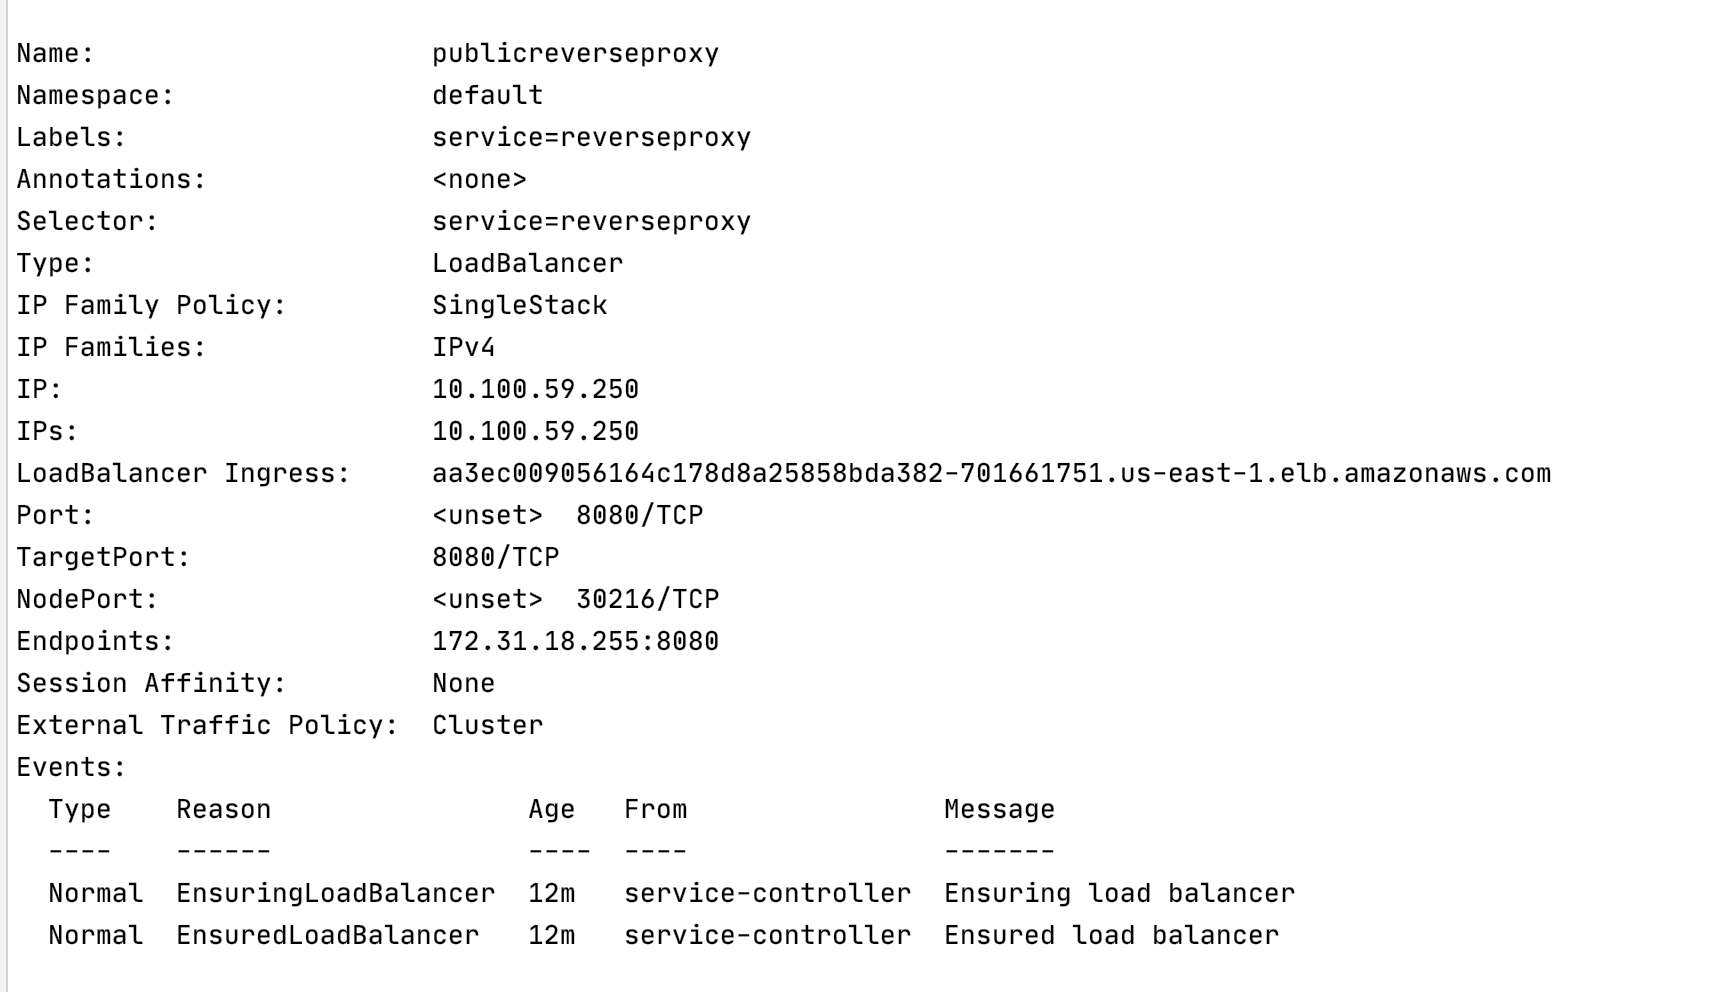 Name:                     publicreverseproxy
Namespace:                default
Labels:                   service=reverseproxy
Annotations:              <none>
Selector:                 service=reverseproxy
Type:                     LoadBalancer
IP Family Policy:         SingleStack
IP Families:              IPv4
IP:                       10.100.59.250
IPs:                      10.100.59.250
LoadBalancer Ingress:     aa3ec009056164c178d8a25858bda382-701661751.us-east-1.elb.amazonaws.com
Port:                     <unset>  8080/TCP
TargetPort:               8080/TCP
NodePort:                 <unset>  30216/TCP
Endpoints:                172.31.18.255:8080
Session Affinity:         None
External Traffic Policy:  Cluster
Events:
  Type    Reason                Age   From                Message
  ----    ------                ----  ----                -------
  Normal  EnsuringLoadBalancer  12m   service-controller  Ensuring load balancer
  Normal  EnsuredLoadBalancer   12m   service-controller  Ensured load balancer